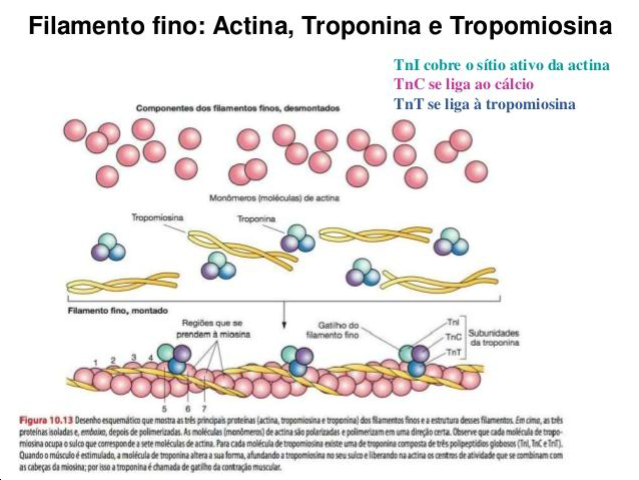 Filamento fino: Actina, Troponina e Tropomiosina
TnI cobre o sítio ativo da actina
TnC se liga ao cálcio
TnT se liga à tropomiosina
Componentes dos filamentos finos, desmontados
Monômeros (moléculas) de actina
Tropomiosina
Troponina
Filamento fino, montado
Regiões que se
prendem à miosina
Gatilho do
filamento fino
TnI
TnC
TnT
Subunidades
da troponina
1 2 3 4
5 6 7
Figura 10.13 Desenho esquemático que mostra as três principais proteínas (actina, tropomiosina e troponina) dos filamentos finos e a estrutura desses filamentos. Em cima, as três
proteínas isoladas e, embaixo, depois de polimerizadas. As moléculas (monômeros) de actina são polarizadas e polimerizam em uma direção certa. Observe que cada molécula de tropo-
miosina ocupa o sulco que corresponde a sete moléculas de actina. Para cada molécula de tropomiosina existe uma de troponina composta de três polipeptídios globosos (TnI, TnC e TnT).
Quando o músculo é estimulado, a molécula de troponina altera a sua forma, afundando a tropomiosina no seu sulco e liberando na actina os centros de atividade que se combinam com
as cabeças da miosina; por isso a troponina é chamada de gatilho da contração muscular.